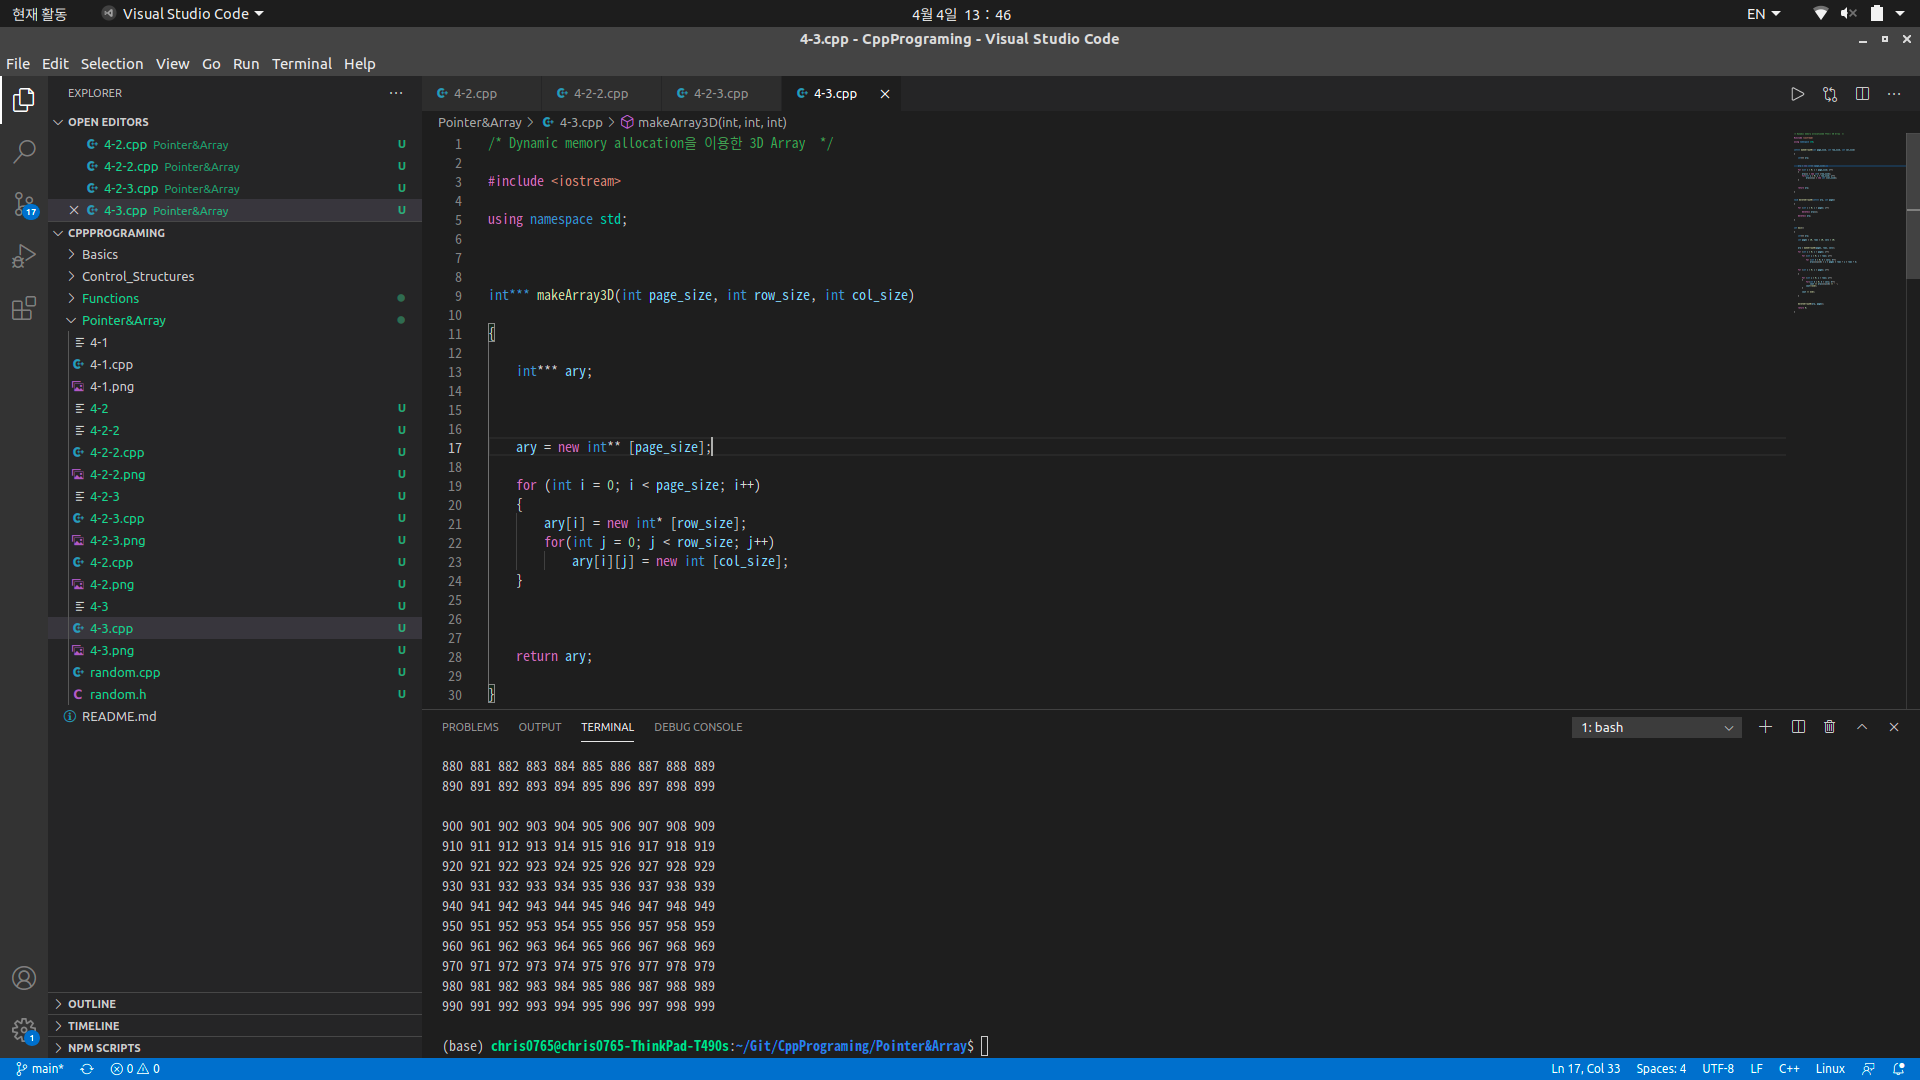 현재 활동
Visual Studio Code
4월 4일 13 : 46
EN
4-3.cpp - CppPrograming - Visual Studio Code
File Edit Selection View Go Run Terminal Help
EXPLORER
OPEN EDITORS
4-2.cpp Pointer&Array U
4-2-2.cpp Pointer&Array U
4-2-3.cpp Pointer&Array U
4-3.cpp Pointer&Array U
CPPPROGRAMING
Basics
Control_Structures
Functions
Pointer&Array
4-1
4-1.cpp
4-1.png
4-2 U
4-2-2 U
4-2-2.cpp U
4-2-2.png U
4-2-3 U
4-2-3.cpp U
4-2-3.png U
4-2.cpp U
4-2.png U
4-3 U
4-3.cpp U
4-3.png U
random.cpp U
random.h U
README.md
OUTLINE
TIMELINE
NPM SCRIPTS
17
1
4-2.cpp 4-2-2.cpp 4-2-3.cpp 4-3.cpp
Pointer&Array > 4-3.cpp > makeArray3D(int, int, int)
1 /* Dynamic memory allocation을 이용한 3D Array */
2
3 #include <iostream>
4
5 using namespace std;
6
7
8
9 int*** makeArray3D(int page_size, int row_size, int col_size)
10
11 {
12
13 int*** ary;
14
15
16
17 ary = new int** [page_size];
18
19 for (int i = 0; i < page_size; i++)
20 {
21 ary[i] = new int* [row_size];
22 for(int j = 0; j < row_size; j++)
23 ary[i][j] = new int [col_size];
24 }
25
26
27
28 return ary;
29
30 }
PROBLEMS OUTPUT TERMINAL DEBUG CONSOLE
1: bash
880 881 882 883 884 885 886 887 888 889
890 891 892 893 894 895 896 897 898 899
900 901 902 903 904 905 906 907 908 909
910 911 912 913 914 915 916 917 918 919
920 921 922 923 924 925 926 927 928 929
930 931 932 933 934 935 936 937 938 939
940 941 942 943 944 945 946 947 948 949
950 951 952 953 954 955 956 957 958 959
960 961 962 963 964 965 966 967 968 969
970 971 972 973 974 975 976 977 978 979
980 981 982 983 984 985 986 987 988 989
990 991 992 993 994 995 996 997 998 999
(base) chris0765@chris0765-ThinkPad-T490s:~/Git/CppPrograming/Pointer&Array$
main* 0 0
Ln 17, Col 33 Spaces: 4 UTF-8 LF C++ Linux